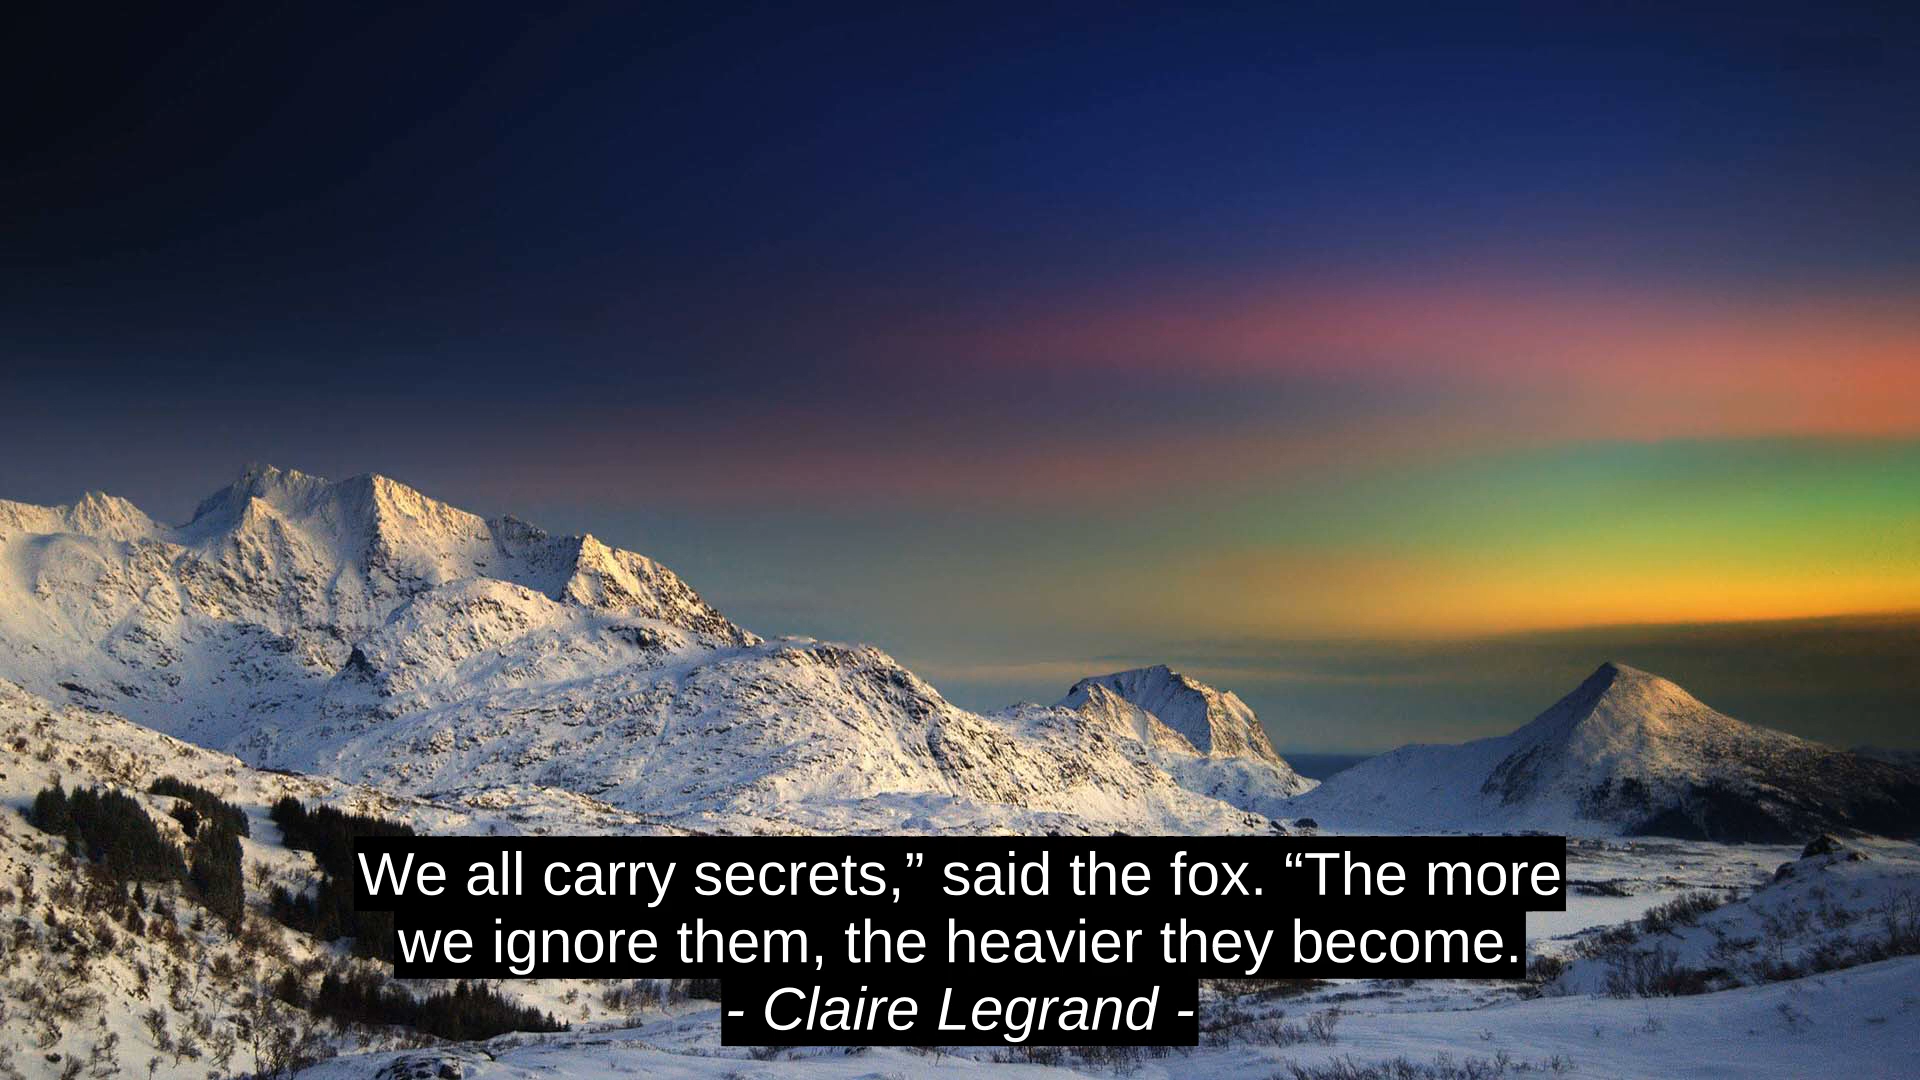 We all carry secrets,” said the fox. “The more
we ignore them, the heavier they become.
- Claire Legrand -